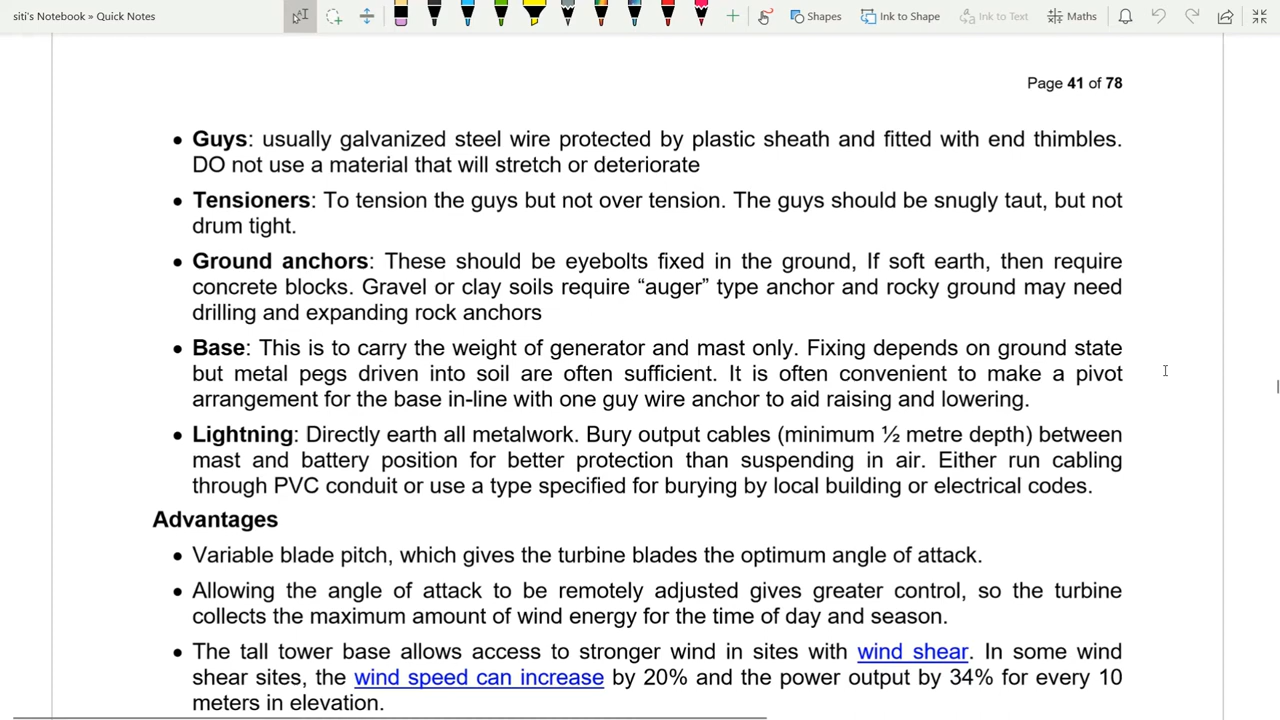 siti's Notebook » Quick Notes
Shapes
Ink to Shape
Ink to Text
Maths
Page 41 of 78
• Guys: usually galvanized steel wire protected by plastic sheath and fitted with end thimbles.
DO not use a material that will stretch or deteriorate
• Tensioners: To tension the guys but not over tension. The guys should be snugly taut, but not
drum tight.
• Ground anchors: These should be eyebolts fixed in the ground, If soft earth, then require
concrete blocks. Gravel or clay soils require “auger” type anchor and rocky ground may need
drilling and expanding rock anchors
• Base: This is to carry the weight of generator and mast only. Fixing depends on ground state
but metal pegs driven into soil are often sufficient. It is often convenient to make a pivot
arrangement for the base in-line with one guy wire anchor to aid raising and lowering.
• Lightning: Directly earth all metalwork. Bury output cables (minimum ½ metre depth) between
mast and battery position for better protection than suspending in air. Either run cabling
through PVC conduit or use a type specified for burying by local building or electrical codes.
Advantages
• Variable blade pitch, which gives the turbine blades the optimum angle of attack.
• Allowing the angle of attack to be remotely adjusted gives greater control, so the turbine
collects the maximum amount of wind energy for the time of day and season.
• The tall tower base allows access to stronger wind in sites with wind shear. In some wind
shear sites, the wind speed can increase by 20% and the power output by 34% for every 10
meters in elevation.